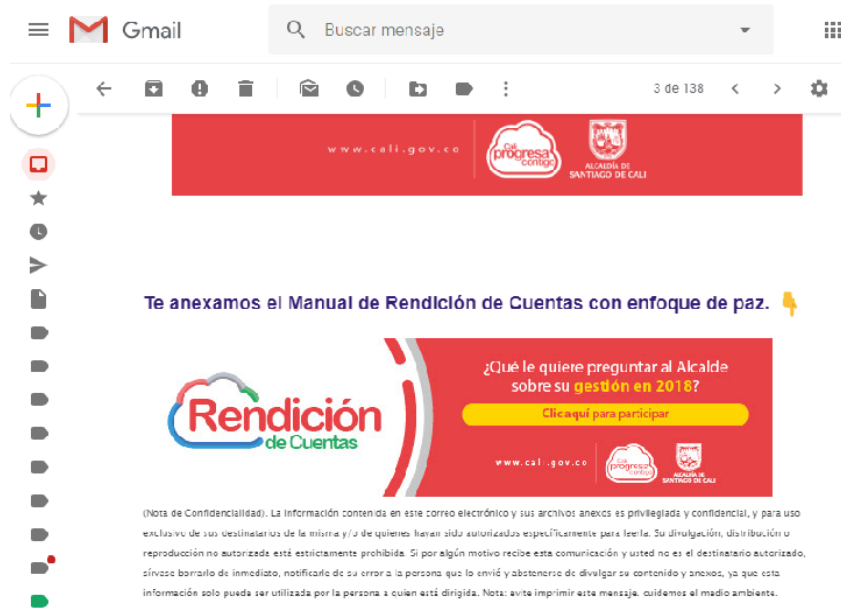 Gmail
Buscar mensaje
3 de 138
www.cali.gov.co
Cali
progresa
contigo
ALCALDÍA DE
SANTIAGO DE CALI
Te anexamos el Manual de Rendición de Cuentas con enfoque de paz. 👇
Rendición
de Cuentas
¿Qué le quiere preguntar al Alcalde
sobre su gestión en 2018?
Clic aquí para participar
www.cali.gov.co
Cali
progresa
contigo
ALCALDÍA DE
SANTIAGO DE CALI
(Nota de Confidencialidad). La información contenida en este correo electrónico y sus archivos anexos es privilegiada y confidencial, y para uso
exclusivo de sus destinatarios de la misma y/o de quienes hayan sido autorizados específicamente para leerla. Su divulgación, distribución o
reproducción no autorizada está estrictamente prohibida. Si por algún motivo recibe esta comunicación y usted no es el destinatario autorizado,
sírvase borrarlo de inmediato, notificarle de su error a la persona que lo envió y abstenerse de divulgar su contenido y anexos, ya que esta
información solo puede ser utilizada por la persona a quien está dirigida. Nota: evite imprimir este mensaje, cuidemos el medio ambiente.